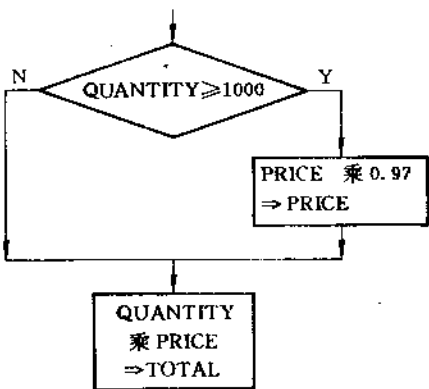 N
QUANTITY⩾1000
Y
PRICE 乘 0.97
⇒PRICE
QUANTITY
乘 PRICE
⇒TOTAL